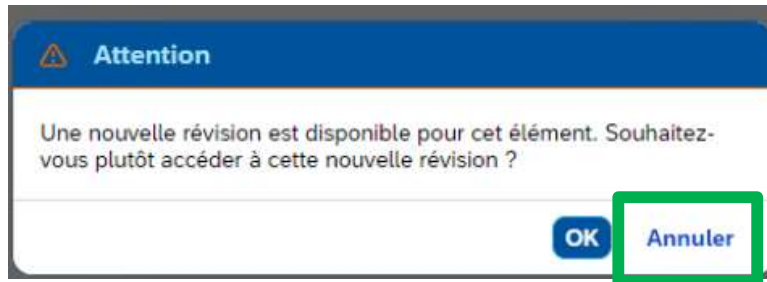 Attention
Une nouvelle révision est disponible pour cet élément. Souhaitez-
vous plutôt accéder à cette nouvelle révision ?
OK Annuler